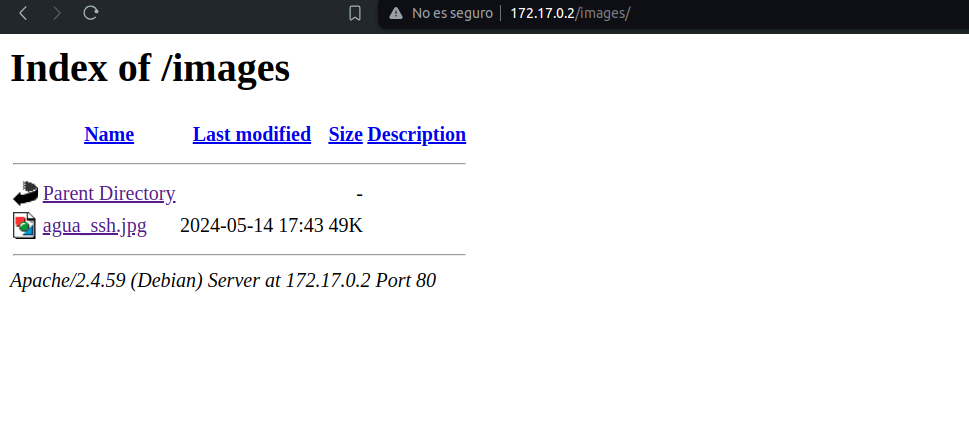 No es seguro 172.17.0.2/images/
Index of /images
Name Last modified Size Description
Parent Directory -
agua_ssh.jpg 2024-05-14 17:43 49K
Apache/2.4.59 (Debian) Server at 172.17.0.2 Port 80